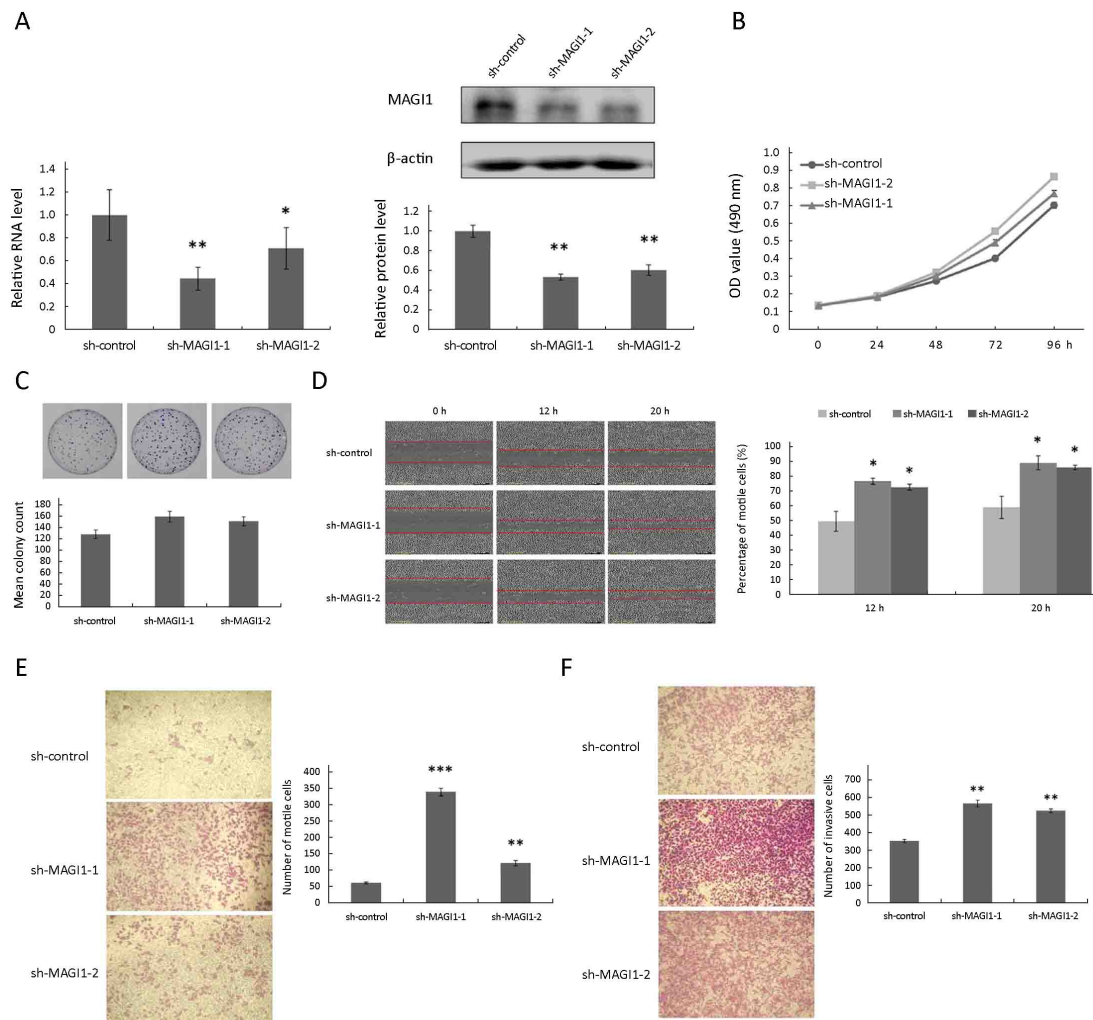 A
sh-control
sh-MAGI1-1
sh-MAGI1-2
MAGI1
β-actin
Relative RNA level
1.4
1.2
1.0
0.8
0.6
0.4
0.2
0
**
*
sh-control
sh-MAGI1-1
sh-MAGI1-2
Relative protein level
1.4
1.2
1.0
0.8
0.6
0.4
0.2
0
**
**
sh-control
sh-MAGI1-1
sh-MAGI1-2
B
OD value (490 nm)
1.0
0.9
0.8
0.7
0.6
0.5
0.4
0.3
0.2
0.1
sh-control
sh-MAGI1-2
sh-MAGI1-1
0 24 48 72 96 h
C
Mean colony count
180
160
140
120
100
80
60
40
20
0
sh-control
sh-MAGI1-1
sh-MAGI1-2
D
0 h
12 h
20 h
sh-control
sh-MAGI1-1
sh-MAGI1-2
sh-control
sh-MAGI1-1
sh-MAGI1-2
Percentage of motile cells (%)
100
90
80
70
60
50
40
30
20
10
0
*
*
*
*
12 h
20 h
E
sh-control
sh-MAGI1-1
sh-MAGI1-2
Number of motile cells
400
350
300
250
200
150
100
50
0
***
**
sh-control
sh-MAGI1-1
sh-MAGI1-2
F
sh-control
sh-MAGI1-1
sh-MAGI1-2
Number of invasive cells
700
600
500
400
300
200
100
0
**
**
sh-control
sh-MAGI1-1
sh-MAGI1-2